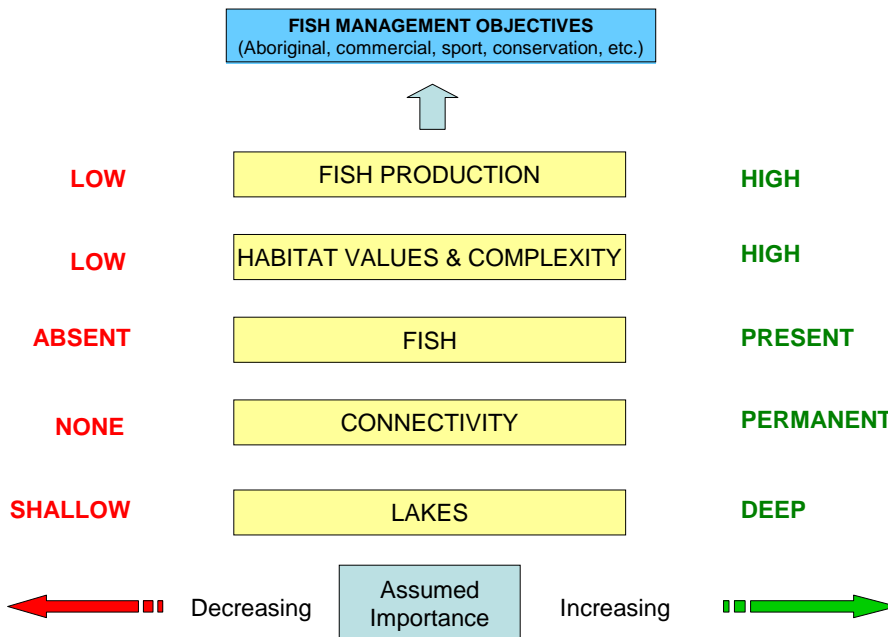 FISH MANAGEMENT OBJECTIVES
(Aboriginal, commercial, sport, conservation, etc.)
LOW
FISH PRODUCTION
HIGH
LOW
HABITAT VALUES & COMPLEXITY
HIGH
ABSENT
FISH
PRESENT
NONE
CONNECTIVITY
PERMANENT
SHALLOW
LAKES
DEEP
Decreasing
Assumed
Importance
Increasing